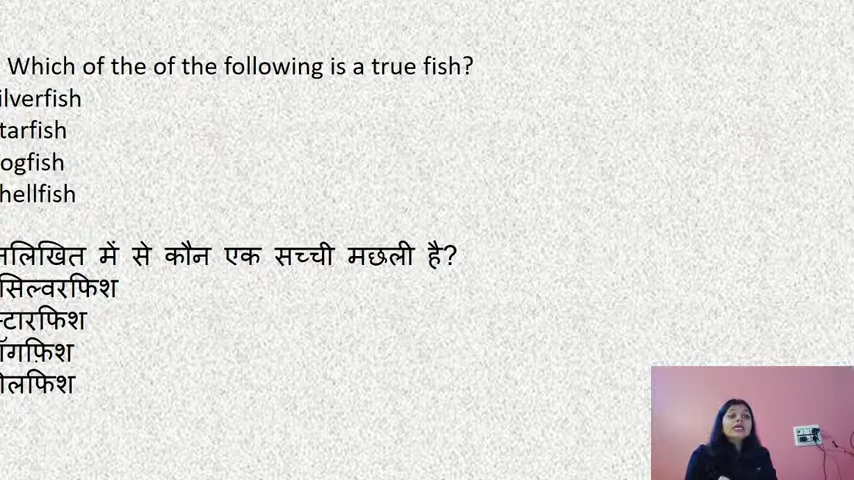 Which of the of the following is a true fish?
ilverfish
tarfish
ogfish
hellfish
नलिखित में से कौन एक सच्ची मछली है?
सिल्वरफिश
टारफिश
ॉगफ़िश
ीलफिश